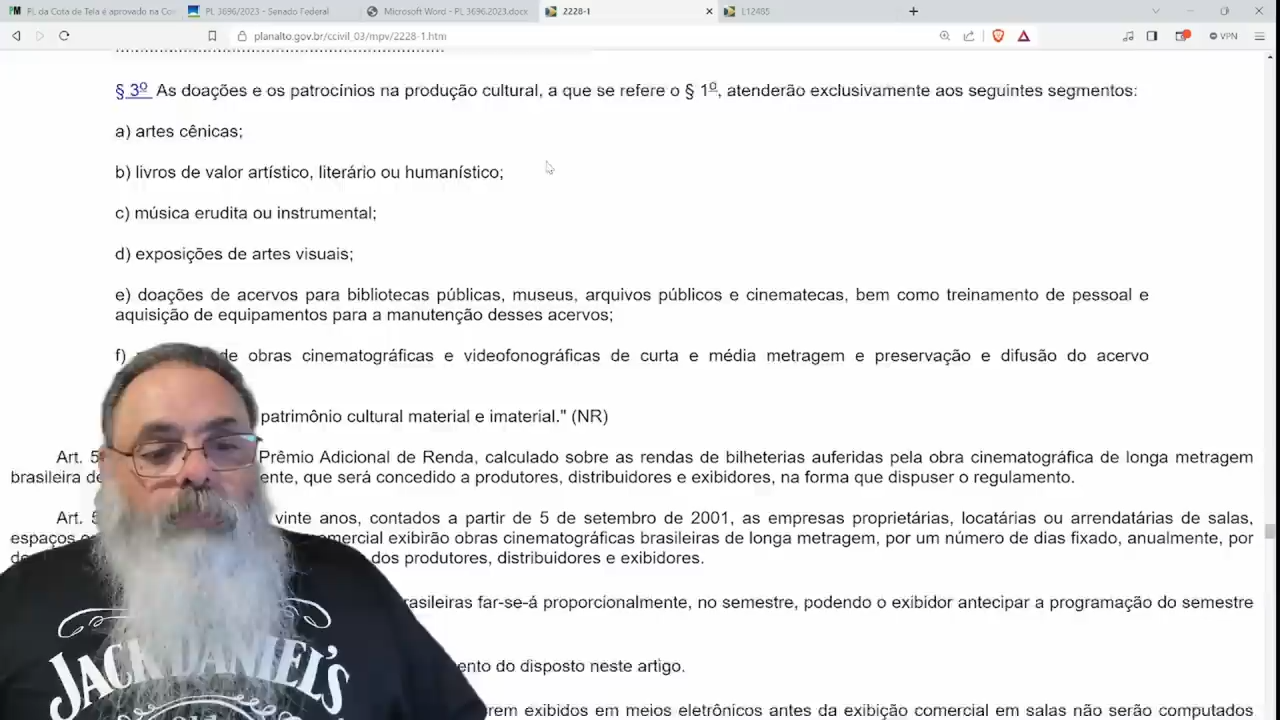 PL da Cota de Tela é aprovado na Co
PL 3696/2023 - Senado Federal
Microsoft Word - PL 3696.2023.docx
2228-1
L12485
planalto.gov.br/ccivil_03/mpv/2228-1.htm
VPN
§ 3º As doações e os patrocínios na produção cultural, a que se refere o § 1º, atenderão exclusivamente aos seguintes segmentos:
a) artes cênicas;
b) livros de valor artístico, literário ou humanístico;
c) música erudita ou instrumental;
d) exposições de artes visuais;
e) doações de acervos para bibliotecas públicas, museus, arquivos públicos e cinematecas, bem como treinamento de pessoal e
aquisição de equipamentos para a manutenção desses acervos;
f) de obras cinematográficas e videofonográficas de curta e média metragem e preservação e difusão do acervo
patrimônio cultural material e imaterial." (NR)
Art. 5 Prêmio Adicional de Renda, calculado sobre as rendas de bilheterias auferidas pela obra cinematográfica de longa metragem
brasileira de ente, que será concedido a produtores, distribuidores e exibidores, na forma que dispuser o regulamento.
Art. 5 vinte anos, contados a partir de 5 de setembro de 2001, as empresas proprietárias, locatárias ou arrendatárias de salas,
espaços o omercial exibirão obras cinematográficas brasileiras de longa metragem, por um número de dias fixado, anualmente, por
de dos produtores, distribuidores e exibidores.
rasileiras far-se-á proporcionalmente, no semestre, podendo o exibidor antecipar a programação do semestre
ento do disposto neste artigo.
rem exibidos em meios eletrônicos antes da exibição comercial em salas não serão computados
JACK DANIEL'S